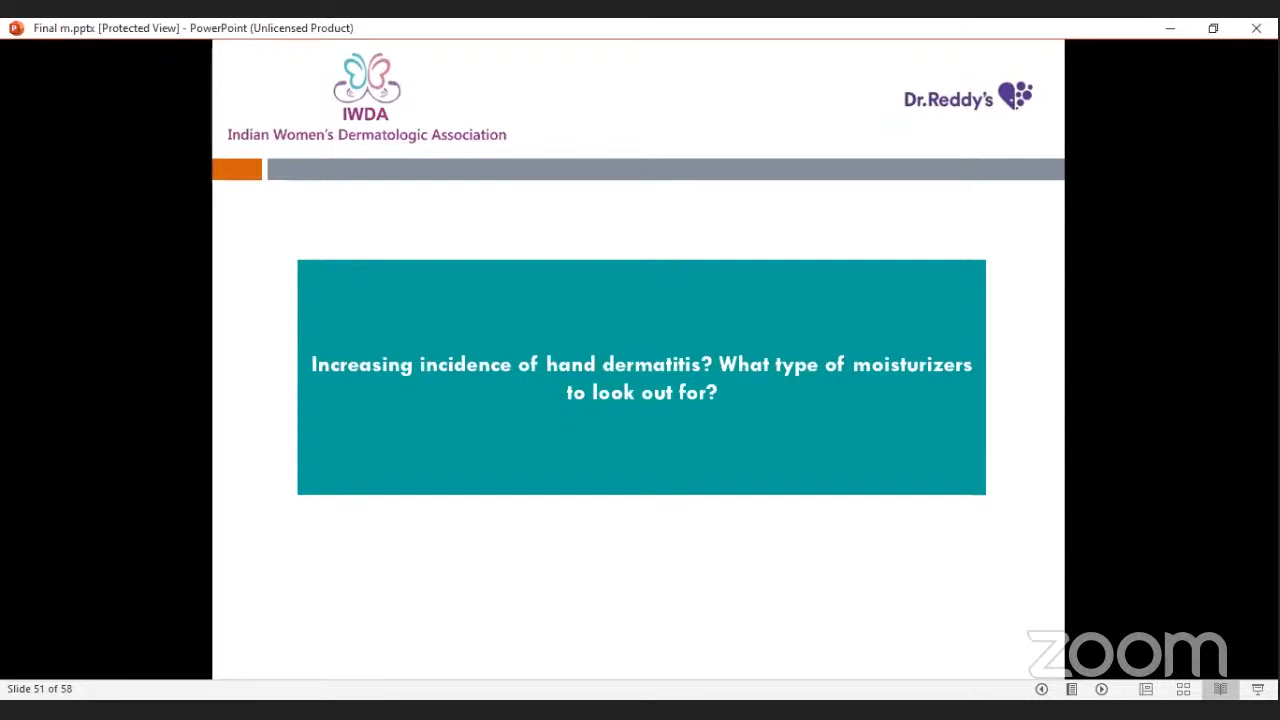 Final m.pptx [Protected View] - PowerPoint (Unlicensed Product)
IWDA
Indian Women's Dermatologic Association
Dr.Reddy's
Increasing incidence of hand dermatitis? What type of moisturizers
to look out for?
zoom
Slide 51 of 58